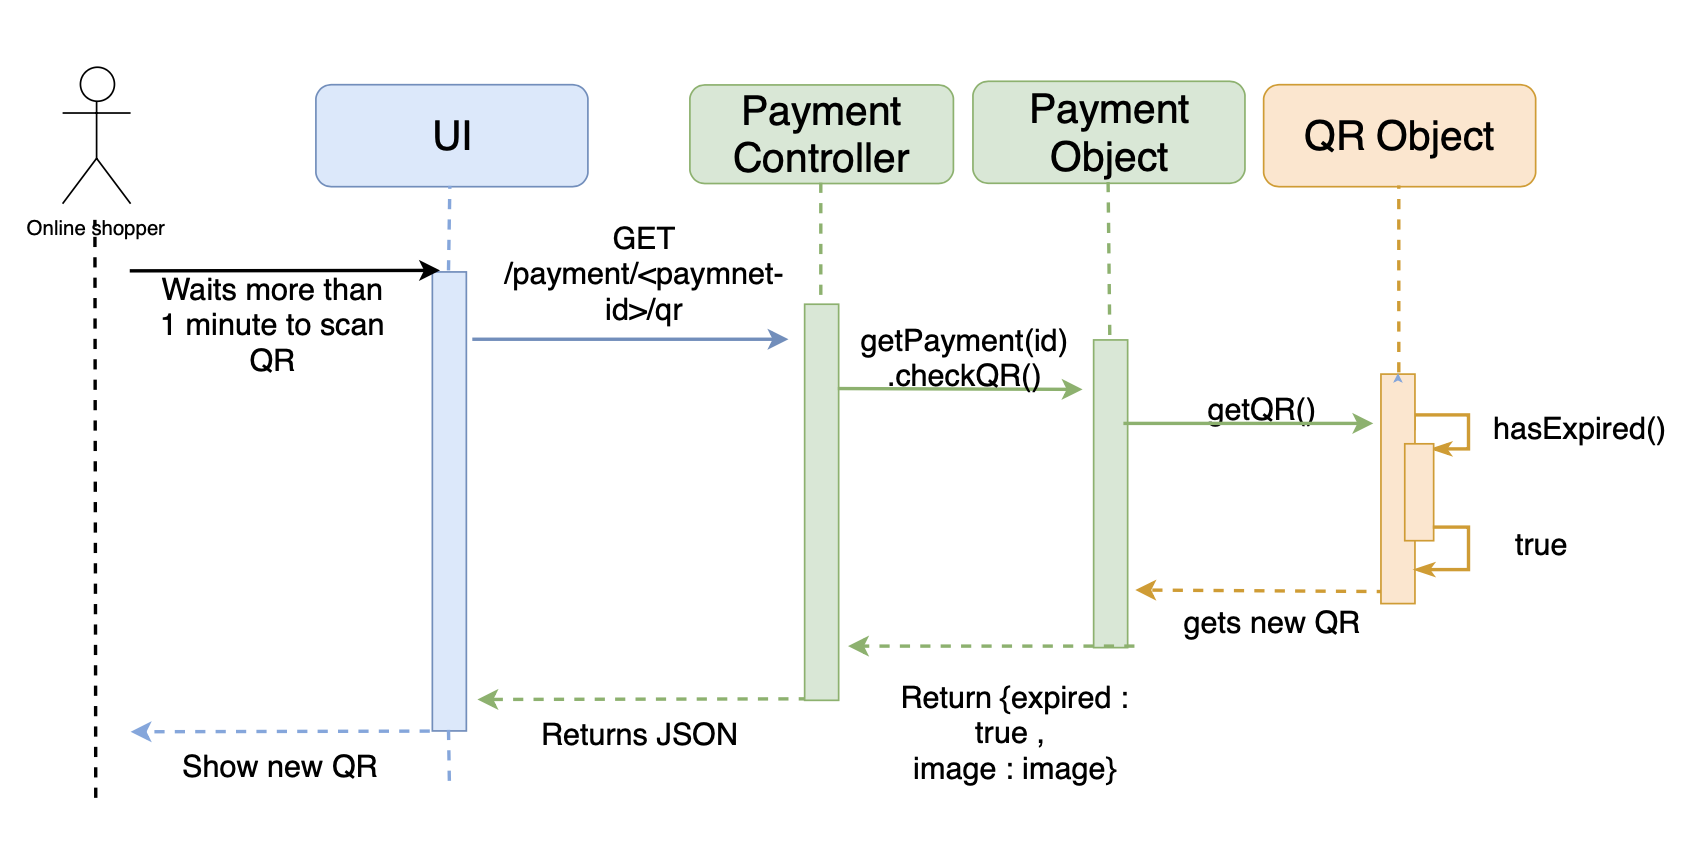 UI
Payment
Controller
Payment
Object
QR Object
Online shopper
GET
/payment/<paymnet-
id>/qr
Waits more than
1 minute to scan
QR
getPayment(id)
.checkQR()
getQR()
hasExpired()
true
gets new QR
Return {expired :
true ,
image : image}
Returns JSON
Show new QR